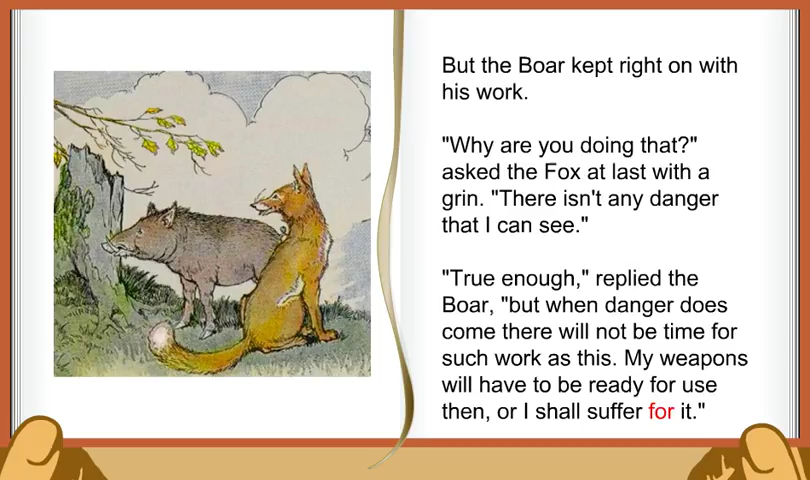 But the Boar kept right on with
his work.
"Why are you doing that?"
asked the Fox at last with a
grin. "There isn't any danger
that I can see."
"True enough," replied the
Boar, "but when danger does
come there will not be time for
such work as this. My weapons
will have to be ready for use
then, or I shall suffer for it."